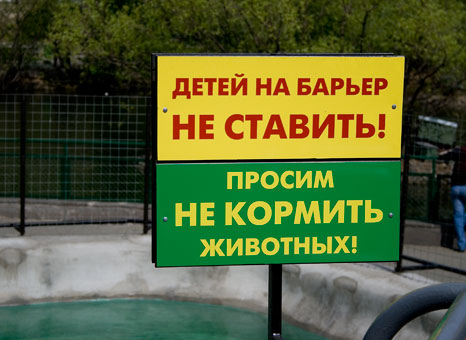 ДЕТЕЙ НА БАРЬЕР
НЕ СТАВИТЬ!
ПРОСИМ
НЕ КОРМИТЬ
ЖИВОТНЫХ!